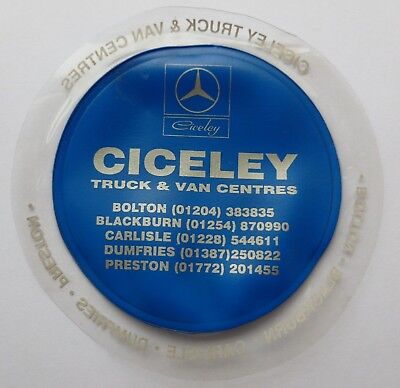 CICELEY TRUCK & VAN CENTRES
Ciceley
CICELEY
TRUCK & VAN CENTRES
BOLTON (01204) 383835
BLACKBURN (01254) 870990
CARLISLE (01228) 544611
DUMFRIES (01387)250822
PRESTON (01772) 201455
· BOLTON · BLACKBURN · CARLISLE · DUMFRIES · PRESTON ·